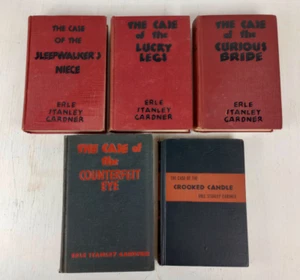 THE CASE
OF THE
SLEEPWALKER'S
NIECE
ERLE
STANLEY
GARDNER
THE CASE
of the
LUCKY
LEGS
ERLE
STANLEY
GARDNER
THE CASE
of the
CURIOUS
BRIDE
ERLE
STANLEY
GARDNER
THE CASE
of the
COUNTERFEIT
EYE
ERLE STANLEY GARDNER
THE CASE OF THE
CROOKED CANDLE
ERLE STANLEY GARDNER